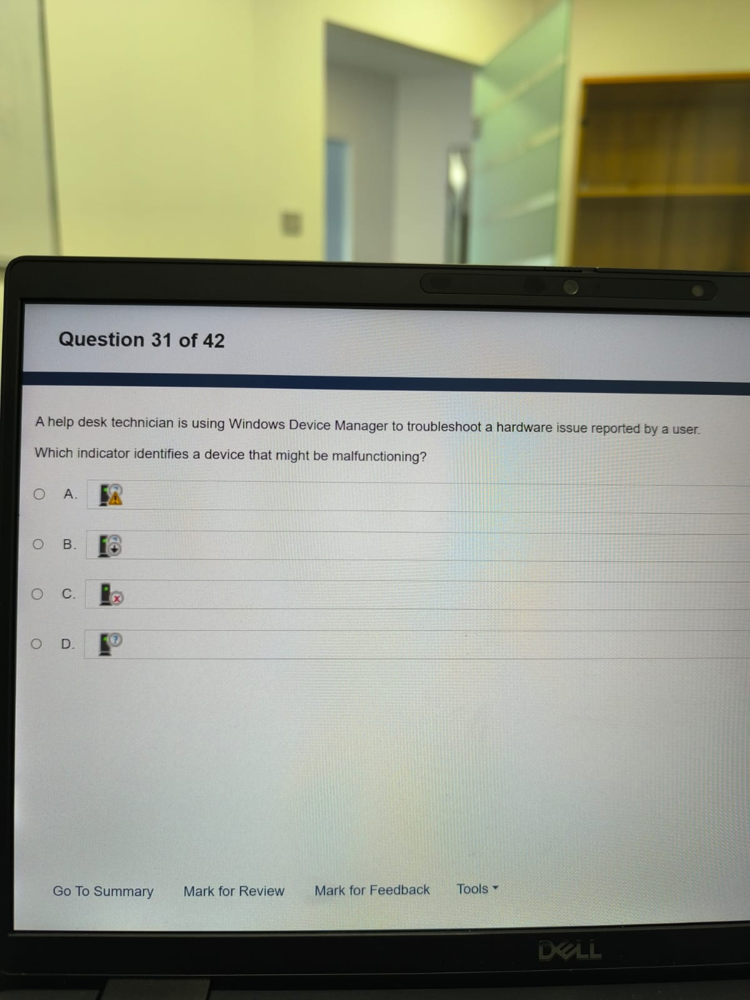 Question 31 of 42
A help desk technician is using Windows Device Manager to troubleshoot a hardware issue reported by a user.
Which indicator identifies a device that might be malfunctioning?
A.
B.
C.
D.
Go To Summary Mark for Review Mark for Feedback Tools
DELL